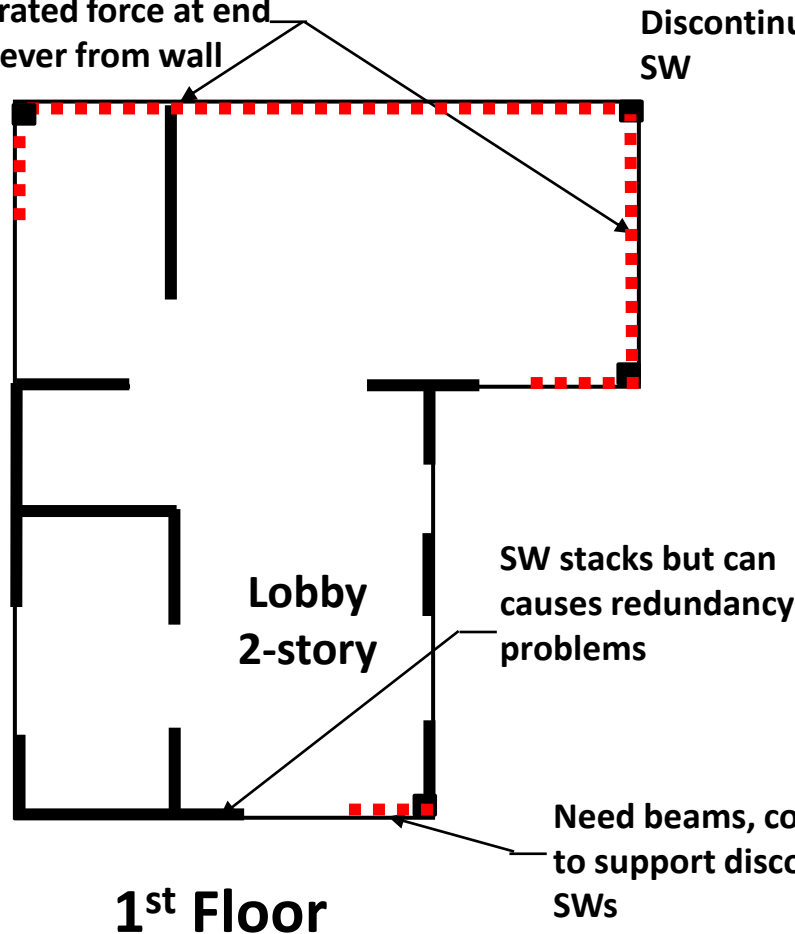 rated force at end
ever from wall
Discontinu
SW
SW stacks but can
causes redundancy
problems
Lobby
2-story
Need beams, co
to support disco
SWs
1st Floor